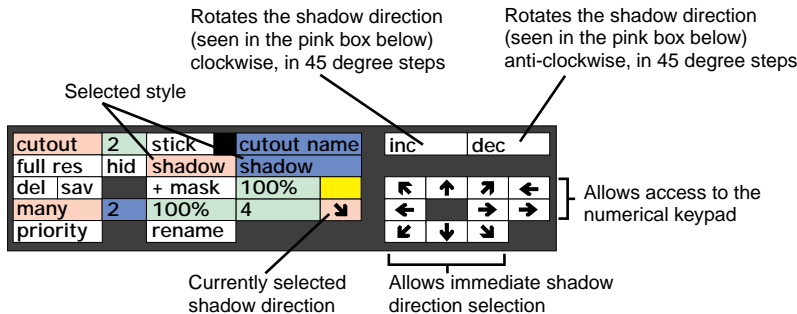 Rotates the shadow direction
(seen in the pink box below)
clockwise, in 45 degree steps
Rotates the shadow direction
(seen in the pink box below)
anti-clockwise, in 45 degree steps
Selected style
cutout 2 stick cutout name
full res hid shadow shadow
del sav + mask 100%
many 2 100% 4
priority rename
inc dec
Allows access to the
numerical keypad
Currently selected
shadow direction
Allows immediate shadow
direction selection